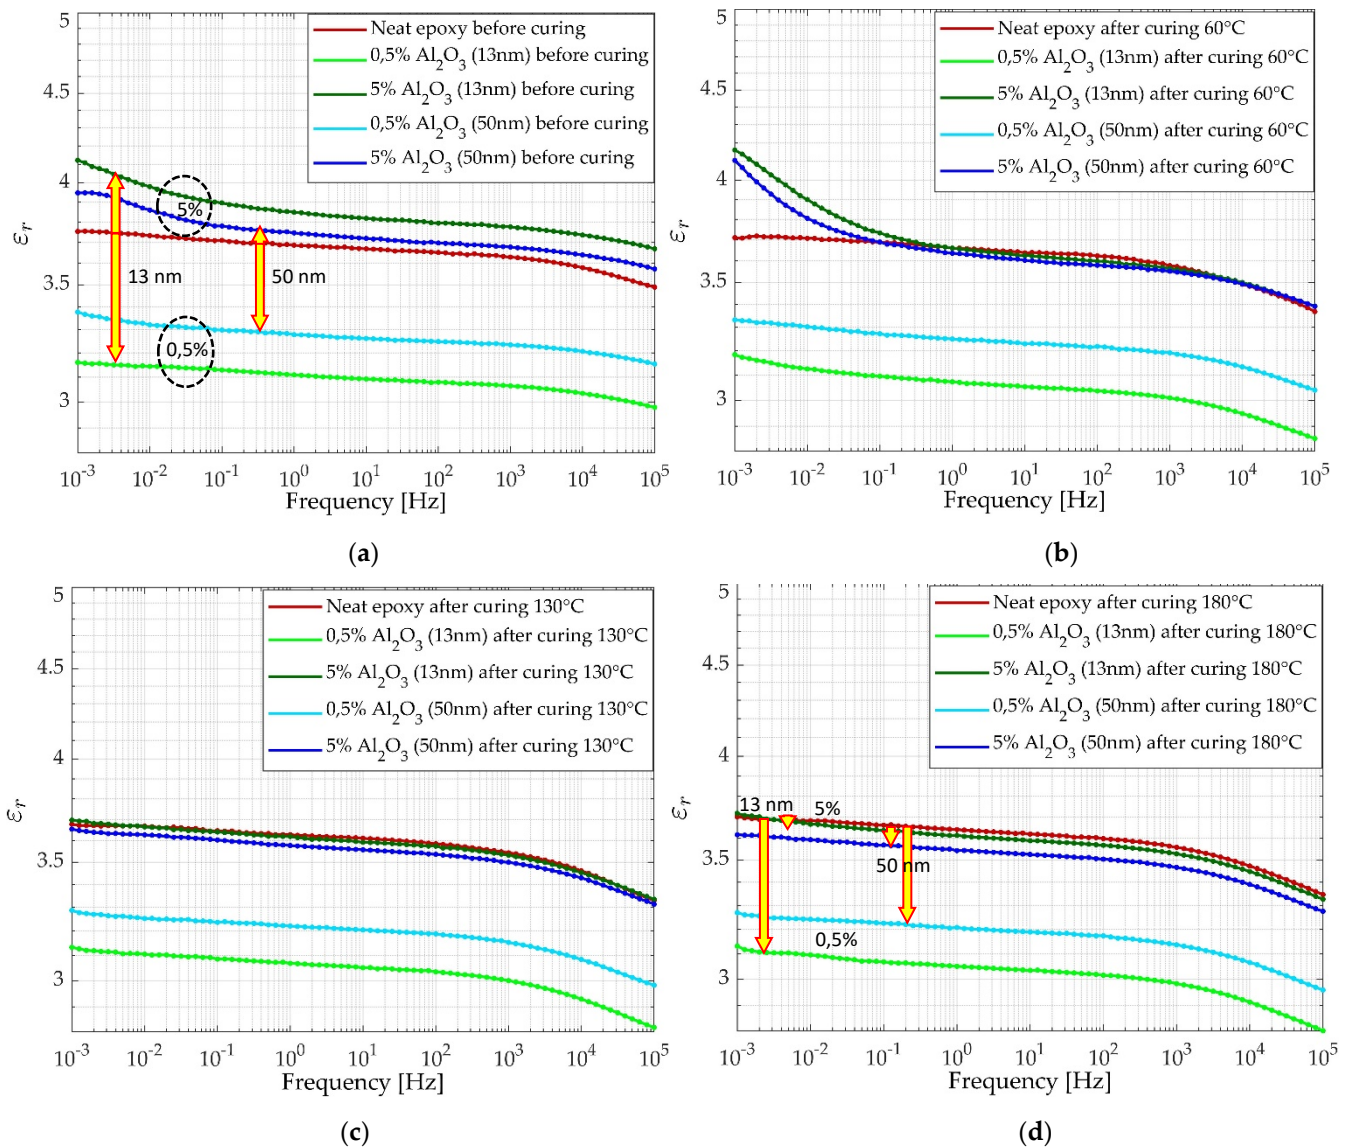 5
4.5
4
3.5
3
εr
Neat epoxy before curing
0,5% Al2O3 (13nm) before curing
5% Al2O3 (13nm) before curing
0,5% Al2O3 (50nm) before curing
5% Al2O3 (50nm) before curing
5%
13 nm
50 nm
0,5%
10-3 10-2 10-1 100 101 102 103 104 105
Frequency [Hz]
(a)
5
4.5
4
3.5
3
εr
Neat epoxy after curing 60°C
0,5% Al2O3 (13nm) after curing 60°C
5% Al2O3 (13nm) after curing 60°C
0,5% Al2O3 (50nm) after curing 60°C
5% Al2O3 (50nm) after curing 60°C
10-3 10-2 10-1 100 101 102 103 104 105
Frequency [Hz]
(b)
5
4.5
4
3.5
3
εr
Neat epoxy after curing 130°C
0,5% Al2O3 (13nm) after curing 130°C
5% Al2O3 (13nm) after curing 130°C
0,5% Al2O3 (50nm) after curing 130°C
5% Al2O3 (50nm) after curing 130°C
10-3 10-2 10-1 100 101 102 103 104 105
Frequency [Hz]
(c)
5
4.5
4
3.5
3
εr
Neat epoxy after curing 180°C
0,5% Al2O3 (13nm) after curing 180°C
5% Al2O3 (13nm) after curing 180°C
0,5% Al2O3 (50nm) after curing 180°C
5% Al2O3 (50nm) after curing 180°C
13 nm 5%
50 nm
0,5%
10-3 10-2 10-1 100 101 102 103 104 105
Frequency [Hz]
(d)